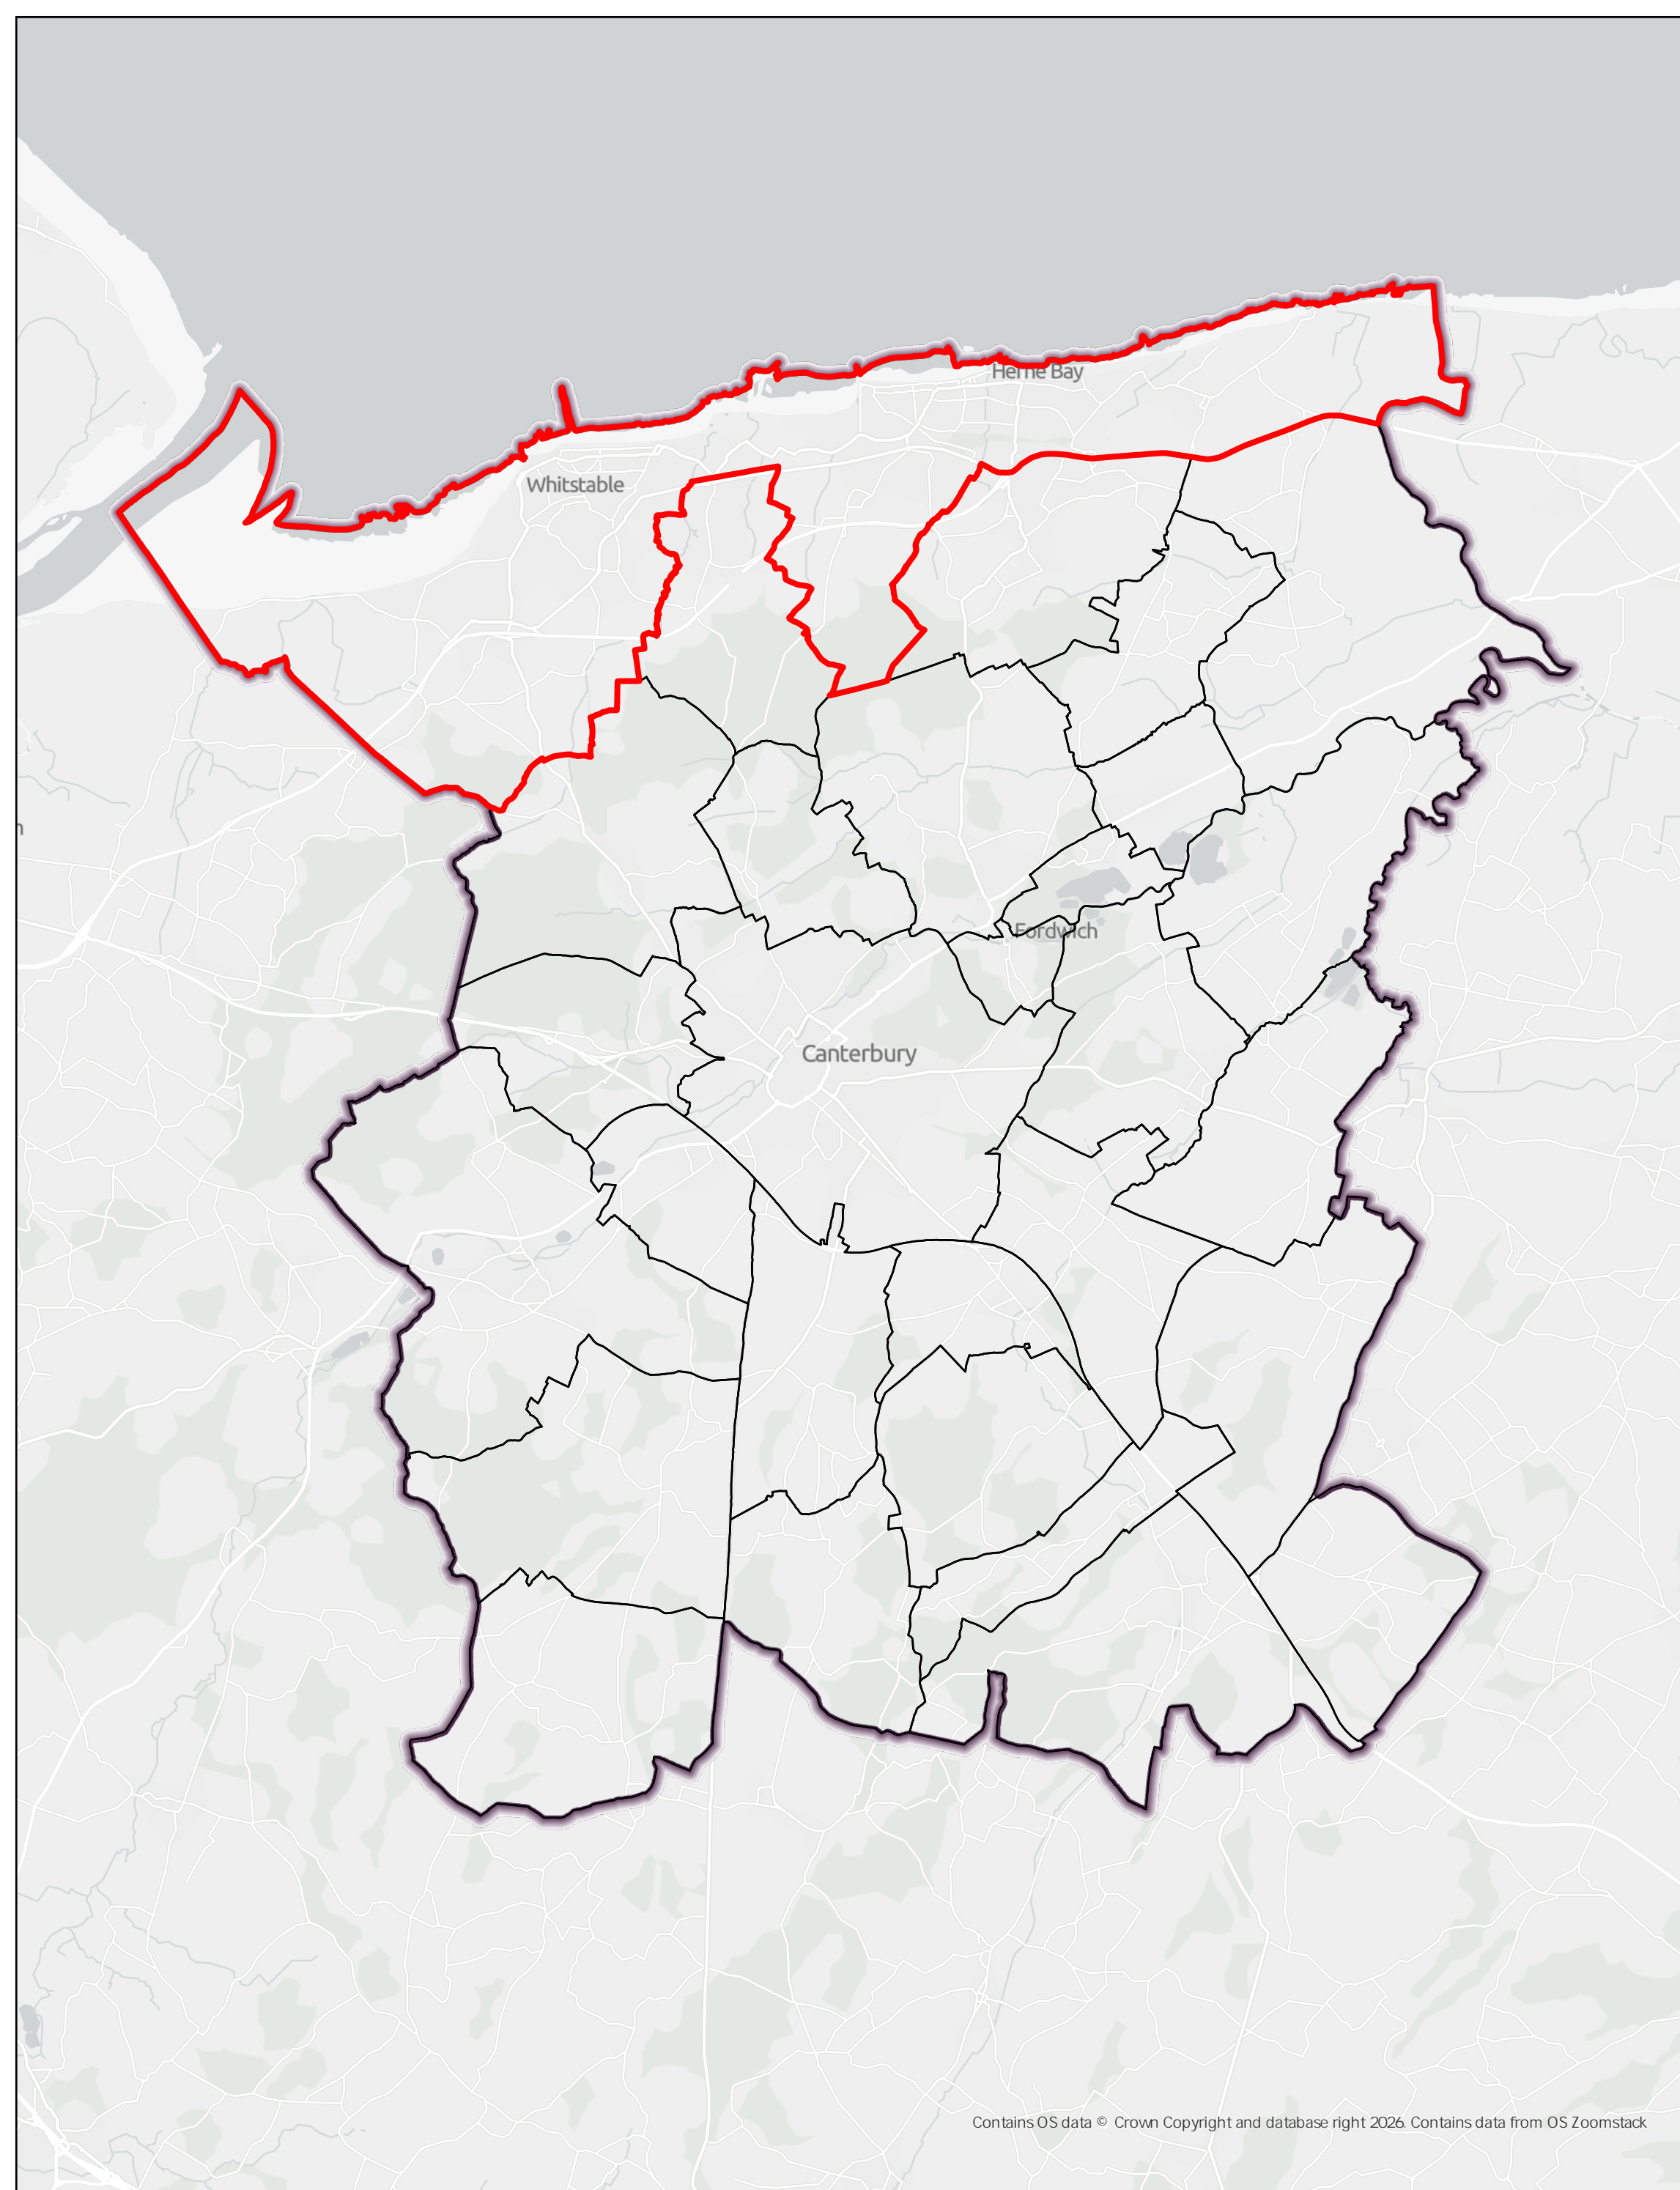 Herne Bay
Whitstable
n
Fordwich
Canterbury
Contains OS data © Crown Copyright and database right 2026. Contains data from OS Zoomstack